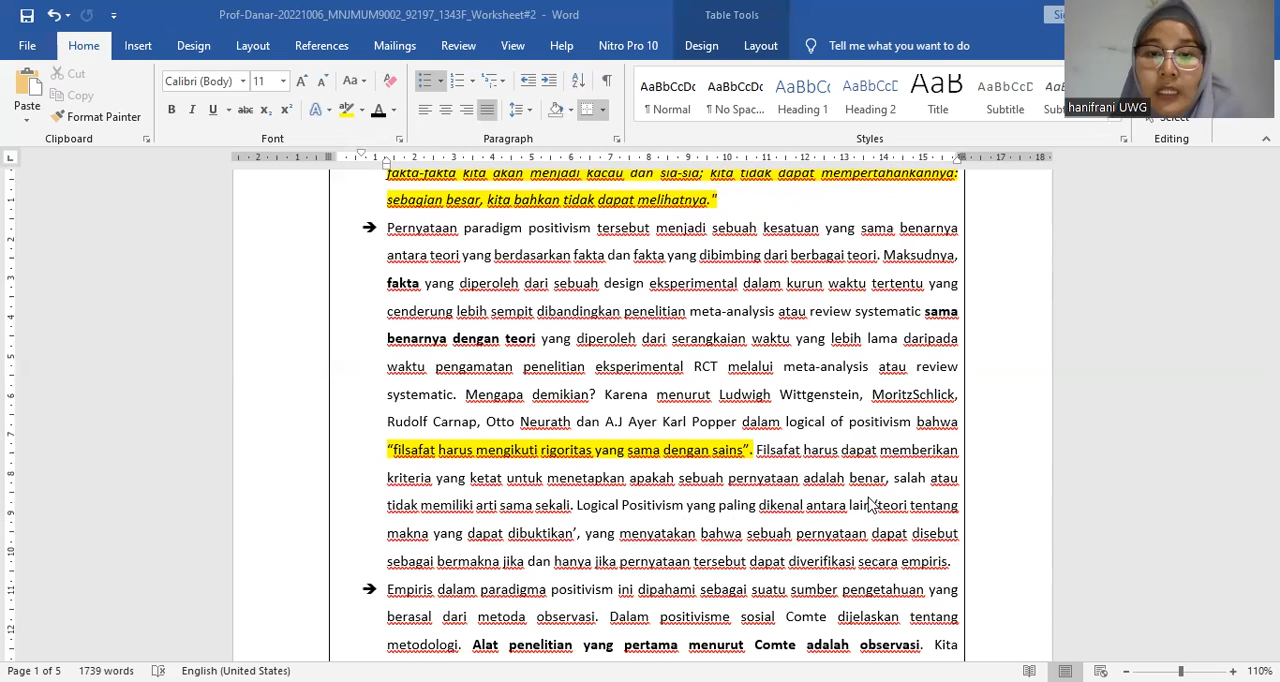 Prof-Danar-20221006_MNJMUM9002_92197_1343F_Worksheet#2 - Word
Table Tools
File
Home
Insert
Design
Layout
References
Mailings
Review
View
Help
Nitro Pro 10
Design
Layout
Tell me what you want to do
hanifrani UWG
Paste
Cut
Copy
Format Painter
Clipboard
Calibri (Body)
11
Font
Paragraph
AaBbCcDc
¶ Normal
AaBbCcDc
¶ No Spac...
AaBbC
Heading 1
AaBbCcC
Heading 2
AaB
Title
AaBbCcC
Subtitle
Styles
Select
Editing
fakta-fakta kita akan menjadi kacau dan sia-sia; kita tidak dapat mempertahankannya:
sebagian besar, kita bahkan tidak dapat melihatnya."
➔ Pernyataan paradigm positivism tersebut menjadi sebuah kesatuan yang sama benarnya
antara teori yang berdasarkan fakta dan fakta yang dibimbing dari berbagai teori. Maksudnya,
fakta yang diperoleh dari sebuah design eksperimental dalam kurun waktu tertentu yang
cenderung lebih sempit dibandingkan penelitian meta-analysis atau review systematic sama
benarnya dengan teori yang diperoleh dari serangkaian waktu yang lebih lama daripada
waktu pengamatan penelitian eksperimental RCT melalui meta-analysis atau review
systematic. Mengapa demikian? Karena menurut Ludwigh Wittgenstein, MoritzSchlick,
Rudolf Carnap, Otto Neurath dan A.J Ayer Karl Popper dalam logical of positivism bahwa
“filsafat harus mengikuti rigoritas yang sama dengan sains”. Filsafat harus dapat memberikan
kriteria yang ketat untuk menetapkan apakah sebuah pernyataan adalah benar, salah atau
tidak memiliki arti sama sekali. Logical Positivism yang paling dikenal antara lain ‘teori tentang
makna yang dapat dibuktikan’, yang menyatakan bahwa sebuah pernyataan dapat disebut
sebagai bermakna jika dan hanya jika pernyataan tersebut dapat diverifikasi secara empiris.
➔ Empiris dalam paradigma positivism ini dipahami sebagai suatu sumber pengetahuan yang
berasal dari metoda observasi. Dalam positivisme sosial Comte dijelaskan tentang
metodologi. Alat penelitian yang pertama menurut Comte adalah observasi. Kita
Page 1 of 5
1739 words
English (United States)
110%